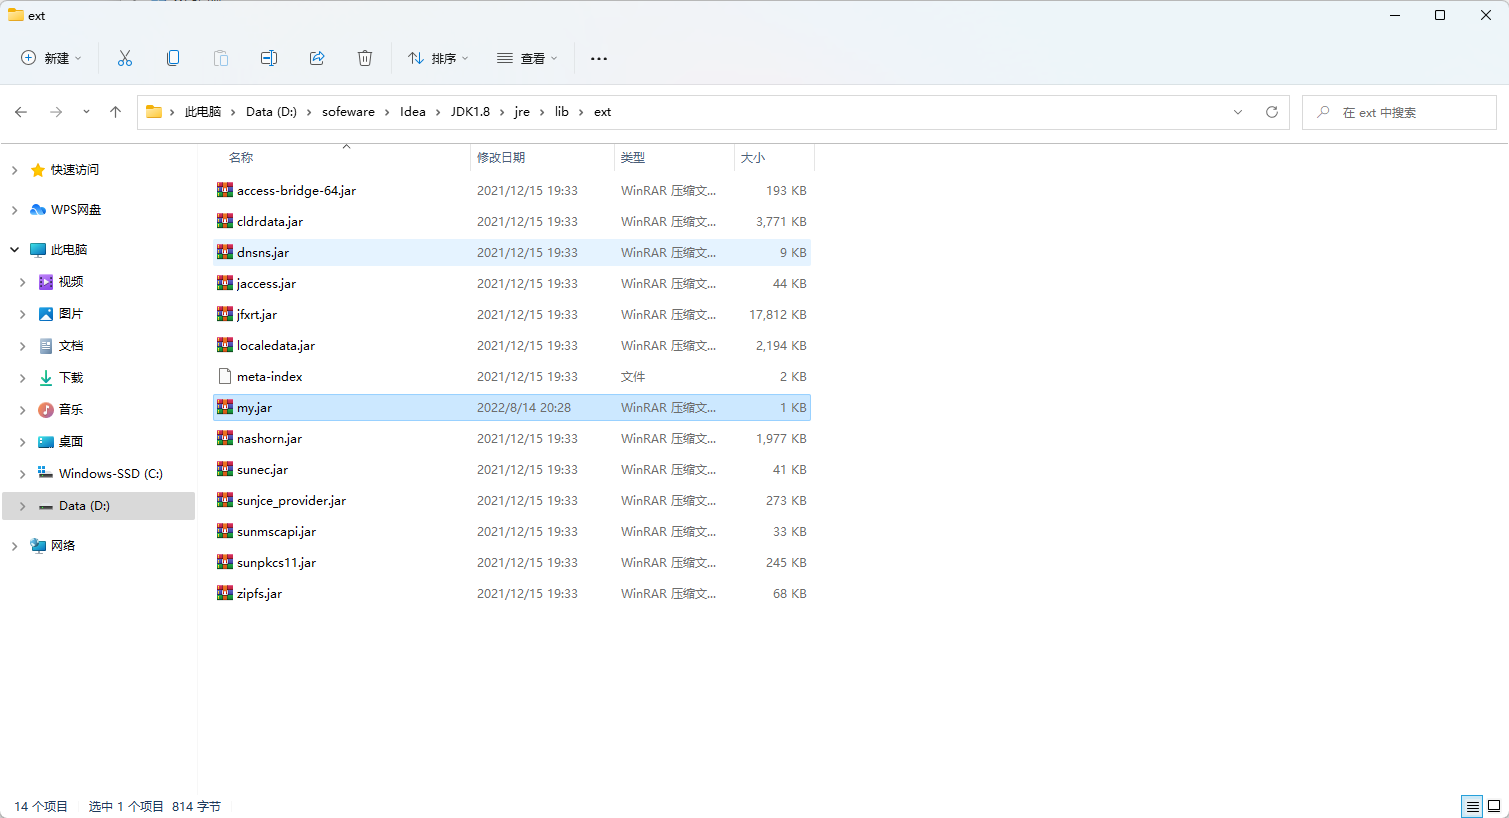 ext
新建
排序
查看
此电脑 Data (D:) sofeware Idea JDK1.8 jre lib ext
在 ext 中搜索
快速访问
WPS网盘
此电脑
视频
图片
文档
下载
音乐
桌面
Windows-SSD (C:)
Data (D:)
网络
名称 修改日期 类型 大小
access-bridge-64.jar 2021/12/15 19:33 WinRAR 压缩文... 193 KB
cldrdata.jar 2021/12/15 19:33 WinRAR 压缩文... 3,771 KB
dnsns.jar 2021/12/15 19:33 WinRAR 压缩文... 9 KB
jaccess.jar 2021/12/15 19:33 WinRAR 压缩文... 44 KB
jfxrt.jar 2021/12/15 19:33 WinRAR 压缩文... 17,812 KB
localedata.jar 2021/12/15 19:33 WinRAR 压缩文... 2,194 KB
meta-index 2021/12/15 19:33 文件 2 KB
my.jar 2022/8/14 20:28 WinRAR 压缩文... 1 KB
nashorn.jar 2021/12/15 19:33 WinRAR 压缩文... 1,977 KB
sunec.jar 2021/12/15 19:33 WinRAR 压缩文... 41 KB
sunjce_provider.jar 2021/12/15 19:33 WinRAR 压缩文... 273 KB
sunmscapi.jar 2021/12/15 19:33 WinRAR 压缩文... 33 KB
sunpkcs11.jar 2021/12/15 19:33 WinRAR 压缩文... 245 KB
zipfs.jar 2021/12/15 19:33 WinRAR 压缩文... 68 KB
14 个项目 选中 1 个项目 814 字节